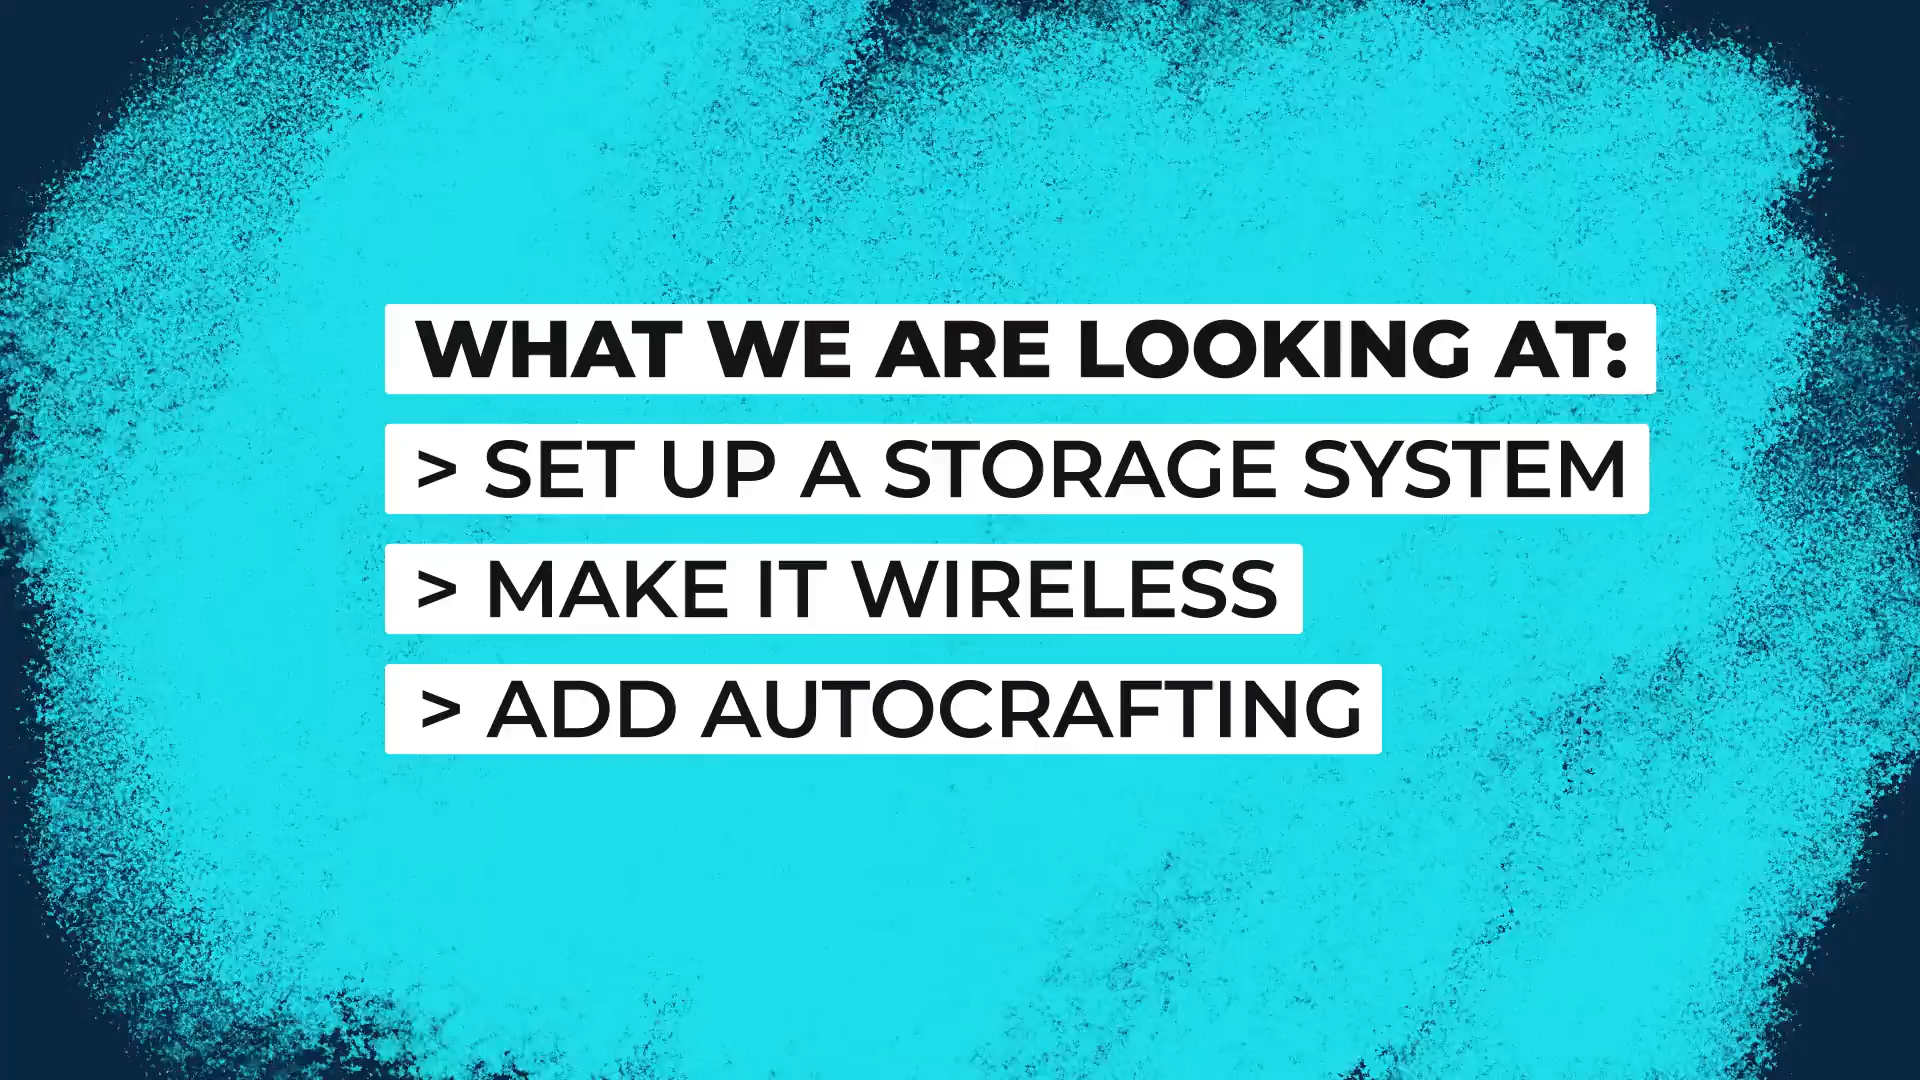 WHAT WE ARE LOOKING AT:
> SET UP A STORAGE SYSTEM
> MAKE IT WIRELESS
> ADD AUTOCRAFTING